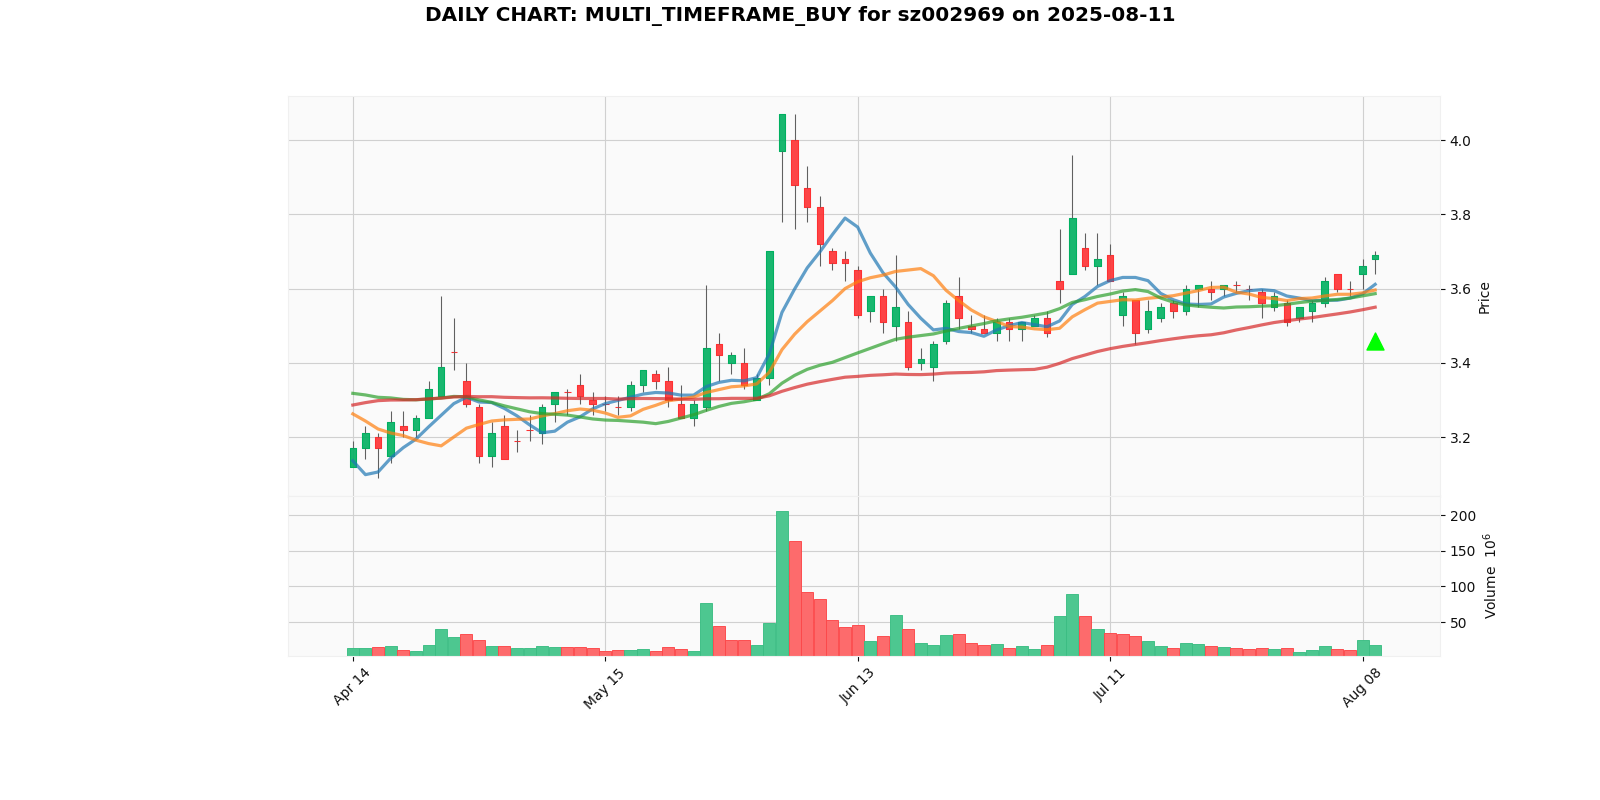 DAILY CHART: MULTI_TIMEFRAME_BUY for sz002969 on 2025-08-11
4.0
3.8
3.6
3.4
3.2
Price
200
150
100
50
Volume 10^6
Apr 14
May 15
Jun 13
Jul 11
Aug 08